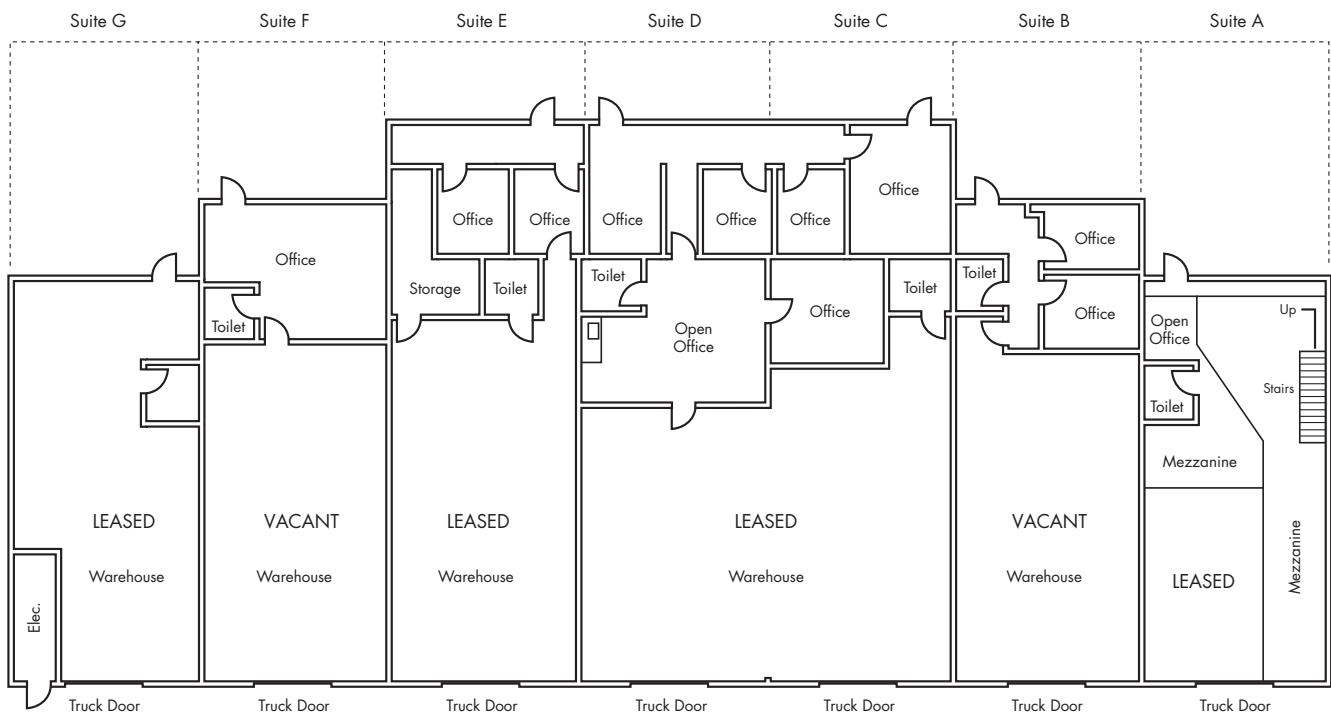 Suite G
Suite F
Suite E
Suite D
Suite C
Suite B
Suite A
Office
Office
Office
Office
Office
Office
Office
Office
Office
Toilet
Toilet
Toilet
Toilet
Storage
Toilet
Office
Office
Up
Open
Office
Open
Office
Toilet
Stairs
Toilet
Mezzanine
LEASED
VACANT
LEASED
LEASED
VACANT
Warehouse
Warehouse
Warehouse
Warehouse
Warehouse
LEASED
Mezzanine
Elec.
Truck Door
Truck Door
Truck Door
Truck Door
Truck Door
Truck Door
Truck Door